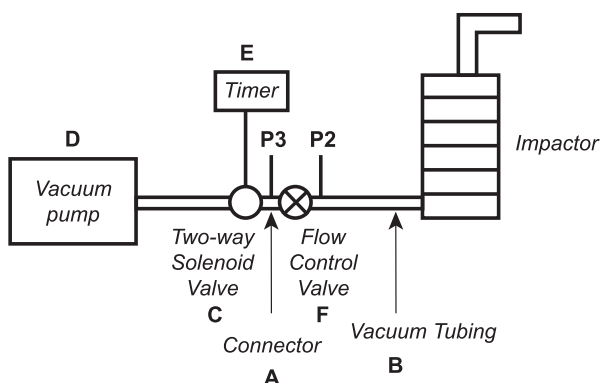 E
Timer
D
P3
P2
Impactor
Vacuum
pump
Two-way
Solenoid
Valve
C
Flow
Control
Valve
F
Connector
A
Vacuum Tubing
B